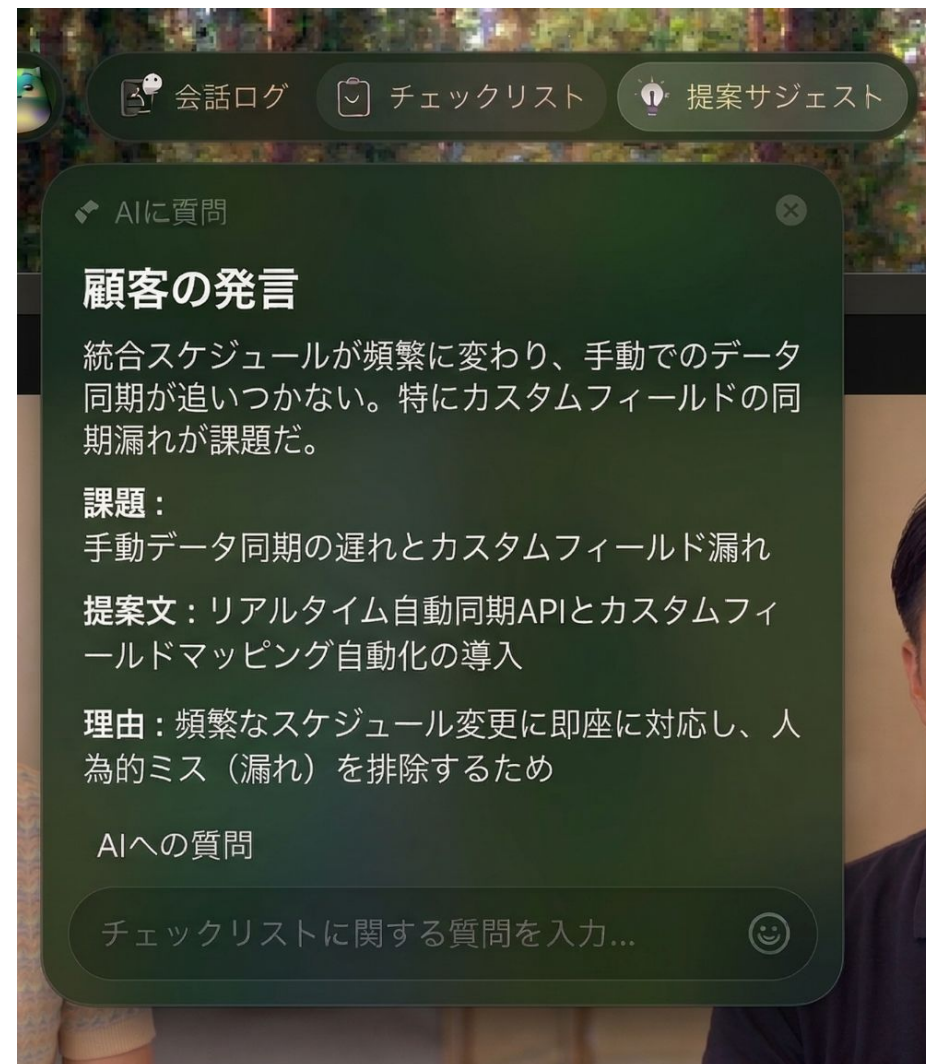 会話ログ
チェックリスト
提案サジェスト
AIに質問
顧客の発言
統合スケジュールが頻繁に変わり、手動でのデータ
同期が追いつかない。特にカスタムフィールドの同
期漏れが課題だ。
課題：
手動データ同期の遅れとカスタムフィールド漏れ
提案文：リアルタイム自動同期APIとカスタムフィ
ールドマッピング自動化の導入
理由：頻繁なスケジュール変更に即座に対応し、人
為的ミス（漏れ）を排除するため
AIへの質問
チェックリストに関する質問を入力...